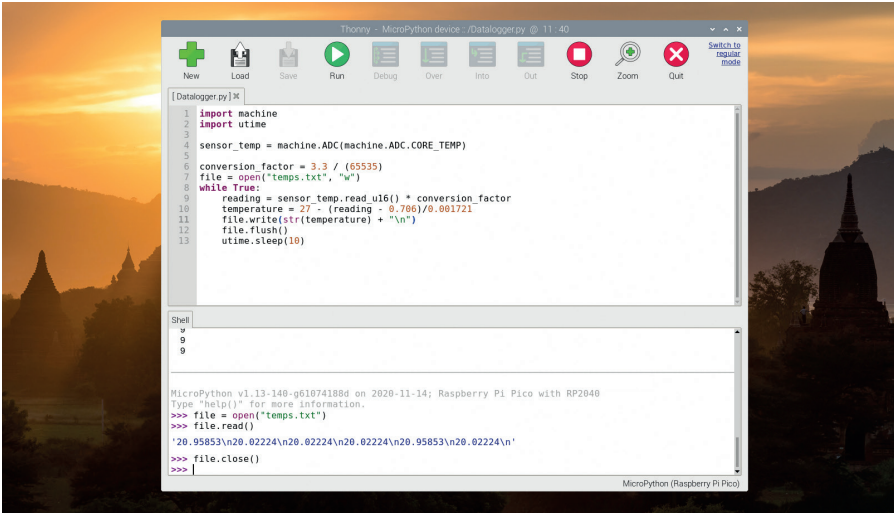 Thonny - MicroPython device : /Datalogger.py @ 11 : 40
New Load Save Run Debug Over Into Out Stop Zoom Quit
Switch to
regular
mode
[ Datalogger.py ]
1 import machine
2 import utime
3
4 sensor_temp = machine.ADC(machine.ADC.CORE_TEMP)
5
6 conversion_factor = 3.3 / (65535)
7 file = open("temps.txt", "w")
8 while True:
9     reading = sensor_temp.read_u16() * conversion_factor
10     temperature = 27 - (reading - 0.706)/0.001721
11     file.write(str(temperature) + "\n")
12     file.flush()
13     utime.sleep(10)
Shell
9
9
9
MicroPython v1.13-140-g61074188d on 2020-11-14; Raspberry Pi Pico with RP2040
Type "help()" for more information.
>>> file = open("temps.txt")
>>> file.read()
'20.95853\n20.02224\n20.02224\n20.02224\n20.95853\n20.02224\n'
>>> file.close()
>>>
MicroPython (Raspberry Pi Pico)